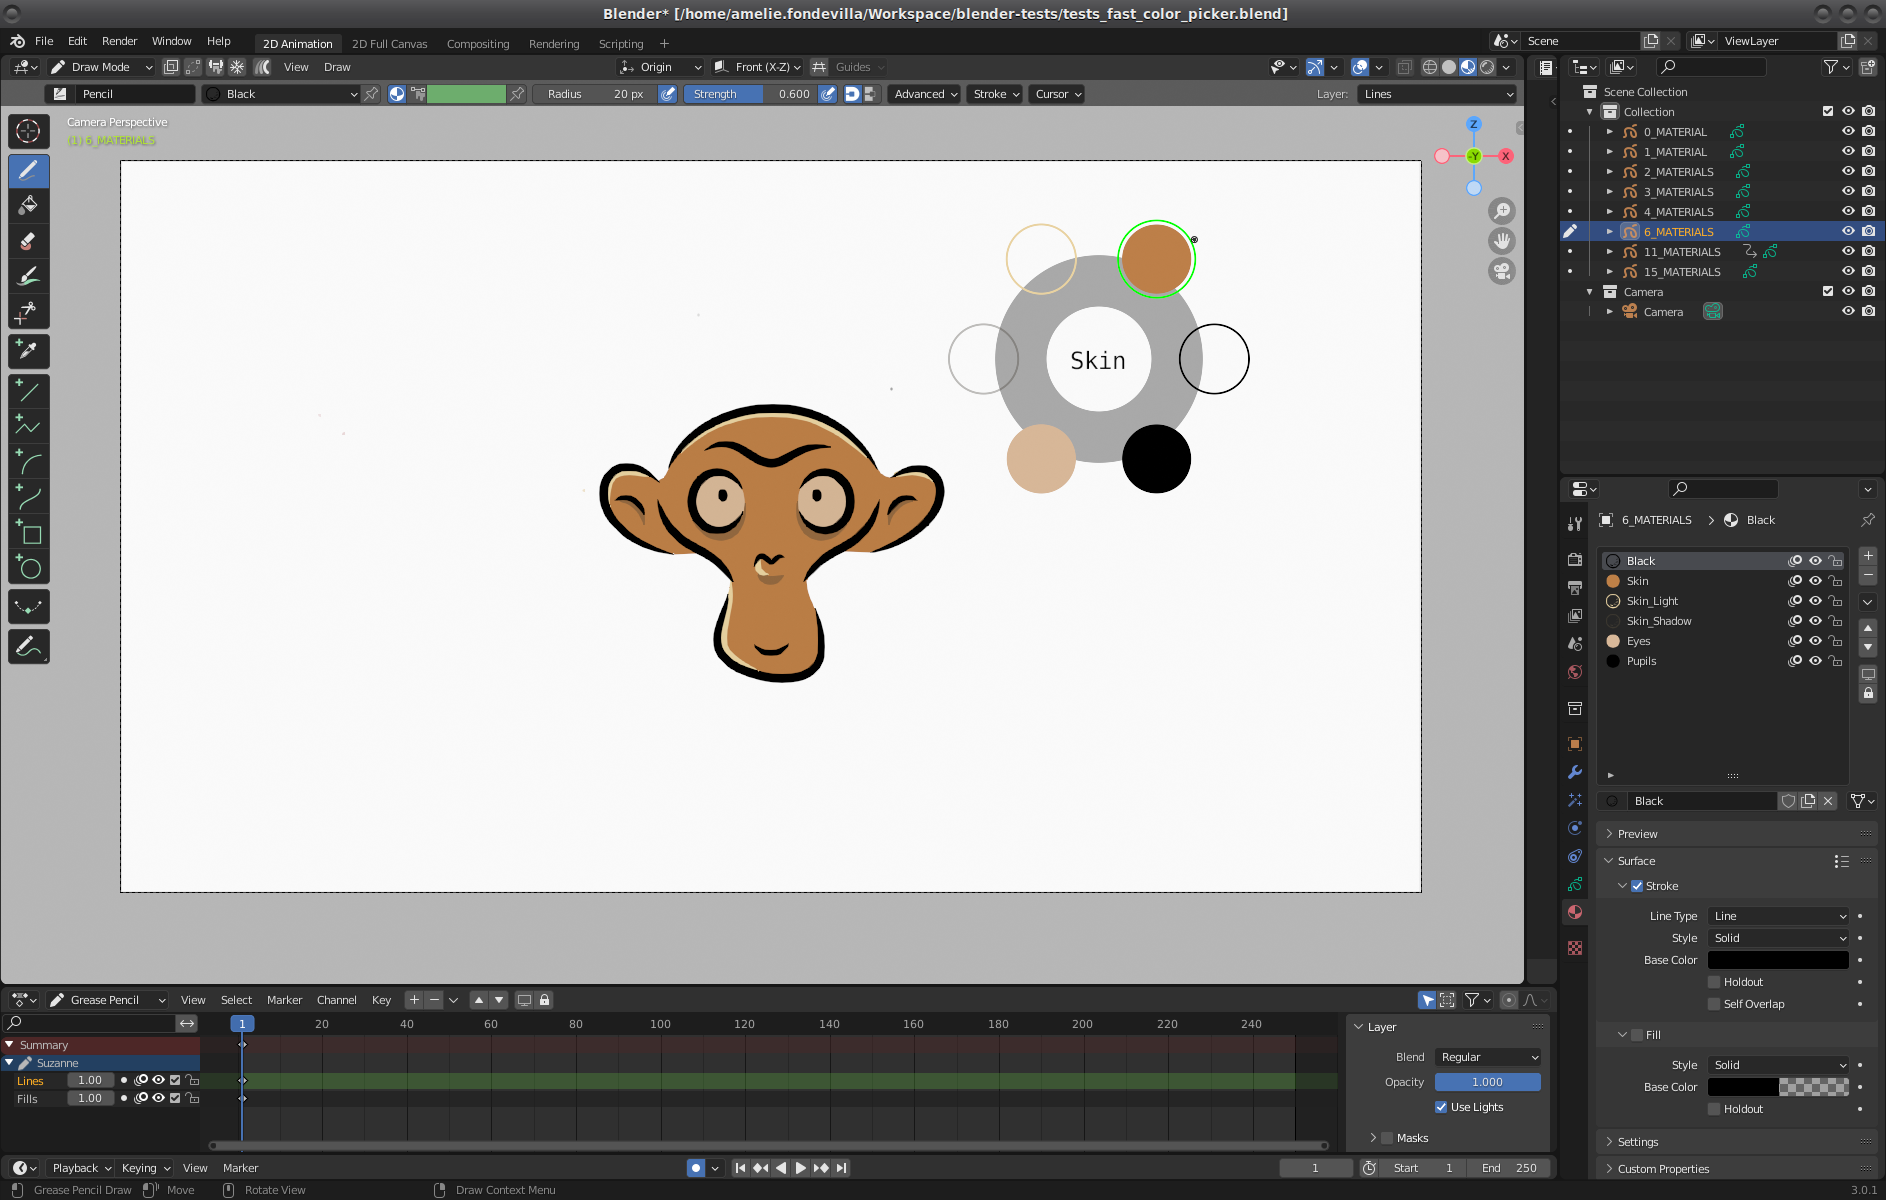 Blender* [/home/amelie.fondevilla/Workspace/blender-tests/tests_fast_color_picker.blend]
File Edit Render Window Help 2D Animation 2D Full Canvas Compositing Rendering Scripting + Scene ViewLayer
Draw Mode View Draw Origin Front (X-Z) Guides
Pencil Black Radius 20 px Strength 0.600 Advanced Stroke Cursor Layer: Lines
Camera Perspective
(1) 6_MATERIALS
Z
-Y
X
Skin
Scene Collection
Collection
0_MATERIAL
1_MATERIAL
2_MATERIALS
3_MATERIALS
4_MATERIALS
6_MATERIALS
11_MATERIALS
15_MATERIALS
Camera
Camera
6_MATERIALS > Black
Black
Skin
Skin_Light
Skin_Shadow
Eyes
Pupils
Black
Preview
Surface
Stroke
Line Type Line
Style Solid
Base Color
Holdout
Self Overlap
Fill
Style Solid
Base Color
Holdout
Settings
Custom Properties
Grease Pencil View Select Marker Channel Key
1 20 40 60 80 100 120 140 160 180 200 220 240
Summary
Suzanne
Lines 1.00
Fills 1.00
Layer
Blend Regular
Opacity 1.000
Use Lights
Masks
Playback Keying View Marker 1 Start 1 End 250
Grease Pencil Draw Move Rotate View Draw Context Menu 3.0.1